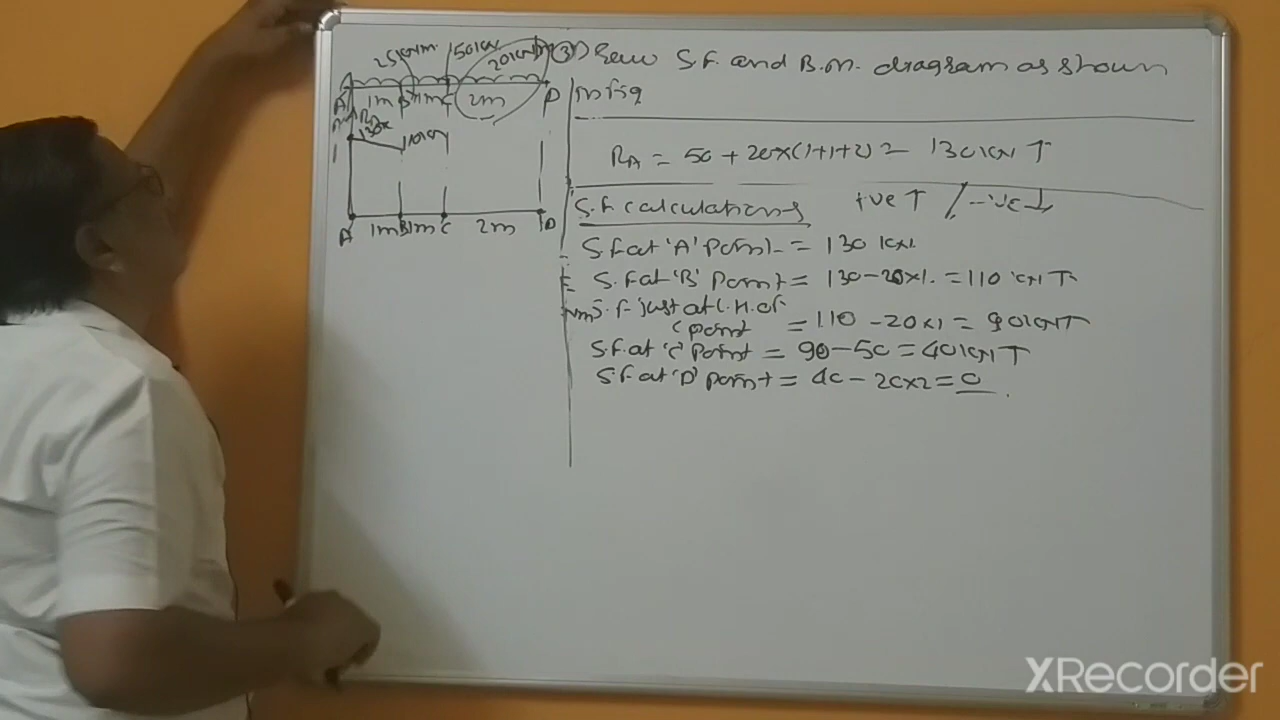 50kN
20kN/m
③ Draw S.F. and B.M. diagram as shown
in fig
A 1m B 1m C 2m D
RA
130k
110kN
RA = 50 + 20×(1+1+2) = 130 kN ↑
S.F. calculations +ve ↑ / -ve ↓
S.F at 'A' point = 130 kN
S.F at 'B' point = 130-20×1 = 110 kN ↑
S.F just at L.H. of
C point = 110 - 20×1 = 90 kN ↑
S.F. at 'C' point = 90-50 = 40 kN ↑
S.F. at 'D' point = 40 - 20×2 = 0
A 1m B 1m C 2m D
XRecorder